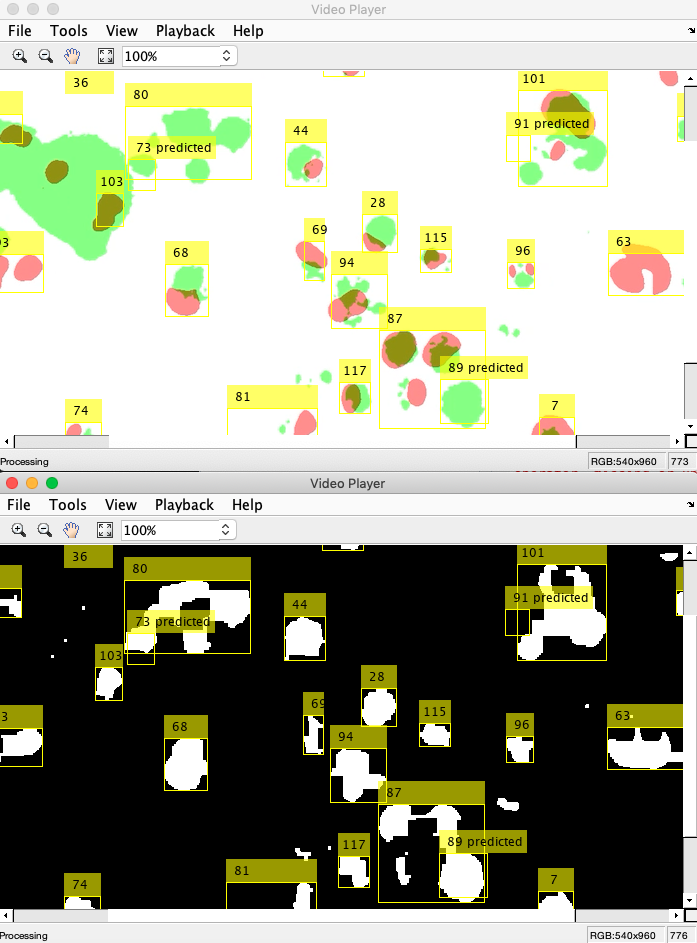 Video Player
File Tools View Playback Help
100%
36
80
101
91 predicted
44
73 predicted
103
28
69
115
3
68
94
96
63
87
89 predicted
117
81
74
7
Processing
RGB:540x960 773
Video Player
File Tools View Playback Help
100%
36
80
101
91 predicted
44
73 predicted
103
28
69
115
3
68
94
96
63
87
89 predicted
117
81
74
7
Processing
RGB:540x960 776